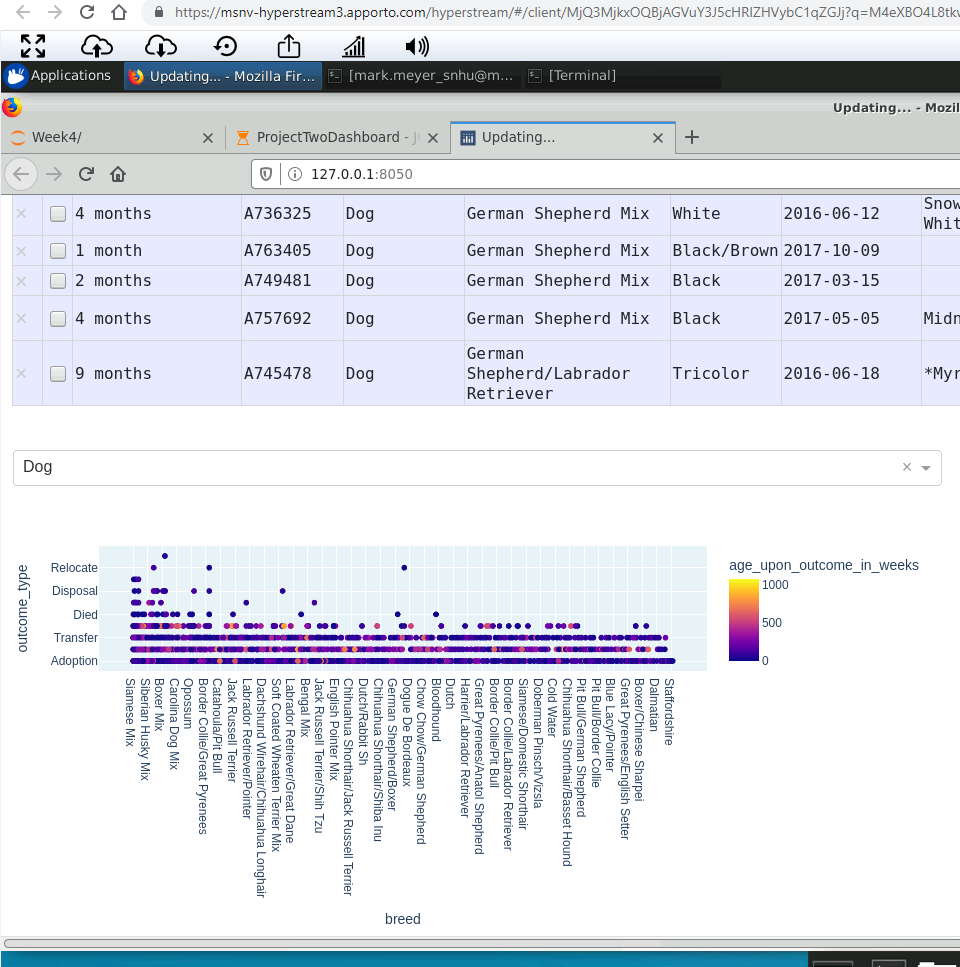 https://msnv-hyperstream3.apporto.com/hyperstream/#/client/MjQ3MjkxOQBjAGVuY3J5cHRlZHVybC1qZGJj?q=M4eXBO4L8tkv
Applications
Updating... - Mozilla Fir...
[mark.meyer_snhu@m...
[Terminal]
Updating... - Mozil
Week4/
ProjectTwoDashboard - J
Updating...
127.0.0.1:8050
4 months A736325 Dog German Shepherd Mix White 2016-06-12 Snow
Whit
1 month A763405 Dog German Shepherd Mix Black/Brown 2017-10-09
2 months A749481 Dog German Shepherd Mix Black 2017-03-15
4 months A757692 Dog German Shepherd Mix Black 2017-05-05 Midn
9 months A745478 Dog German Shepherd/Labrador Retriever Tricolor 2016-06-18 *Myr
Dog
outcome_type
Relocate
Disposal
Died
Transfer
Adoption
age_upon_outcome_in_weeks
1000
500
0
Siamese Mix
Siberian Husky Mix
Boxer Mix
Carolina Dog Mix
Opossum
Border Collie/Great Pyrenees
Catahoula/Pit Bull
Jack Russell Terrier
Labrador Retriever/Pointer
Dachshund Wirehair/Chihuahua Longhair
Soft Coated Wheaten Terrier Mix
Labrador Retriever/Great Dane
Bengal Mix
Jack Russell Terrier/Shih Tzu
English Pointer Mix
Chihuahua Shorthair/Jack Russell Terrier
Dutch/Rabbit Sh
Chihuahua Shorthair/Shiba Inu
German Shepherd/Boxer
Dogue De Bordeaux
Chow Chow/German Shepherd
Bloodhound
Dutch
Harrier/Labrador Retriever
Great Pyrenees/Anatol Shepherd
Border Collie/Pit Bull
Border Collie/Labrador Retriever
Siamese/Domestic Shorthair
Doberman Pinsch/Vizsla
Cold Water
Chihuahua Shorthair/Basset Hound
Pit Bull/German Shepherd
Pit Bull/Border Collie
Blue Lacy/Pointer
Great Pyrenees/English Setter
Boxer/Chinese Sharpei
Dalmatian
Staffordshire
breed